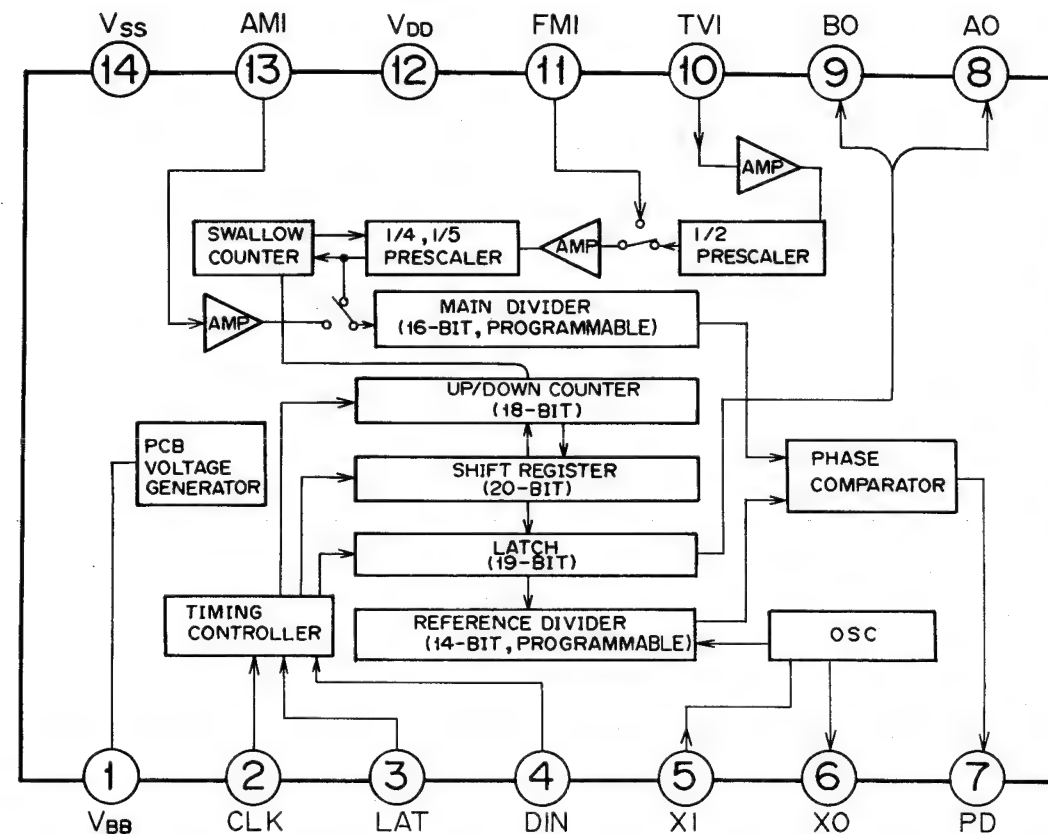 VSS AMI VDD FMI TVI BO AO
14 13 12 11 10 9 8
AMP
SWALLOW
COUNTER
1/4, 1/5
PRESCALER
AMP
1/2
PRESCALER
AMP
MAIN DIVIDER
(16-BIT, PROGRAMMABLE)
UP/DOWN COUNTER
(18-BIT)
PCB
VOLTAGE
GENERATOR
SHIFT REGISTER
(20-BIT)
PHASE
COMPARATOR
LATCH
(19-BIT)
TIMING
CONTROLLER
REFERENCE DIVIDER
(14-BIT, PROGRAMMABLE)
OSC
1 2 3 4 5 6 7
VBB CLK LAT DIN XI XO PD